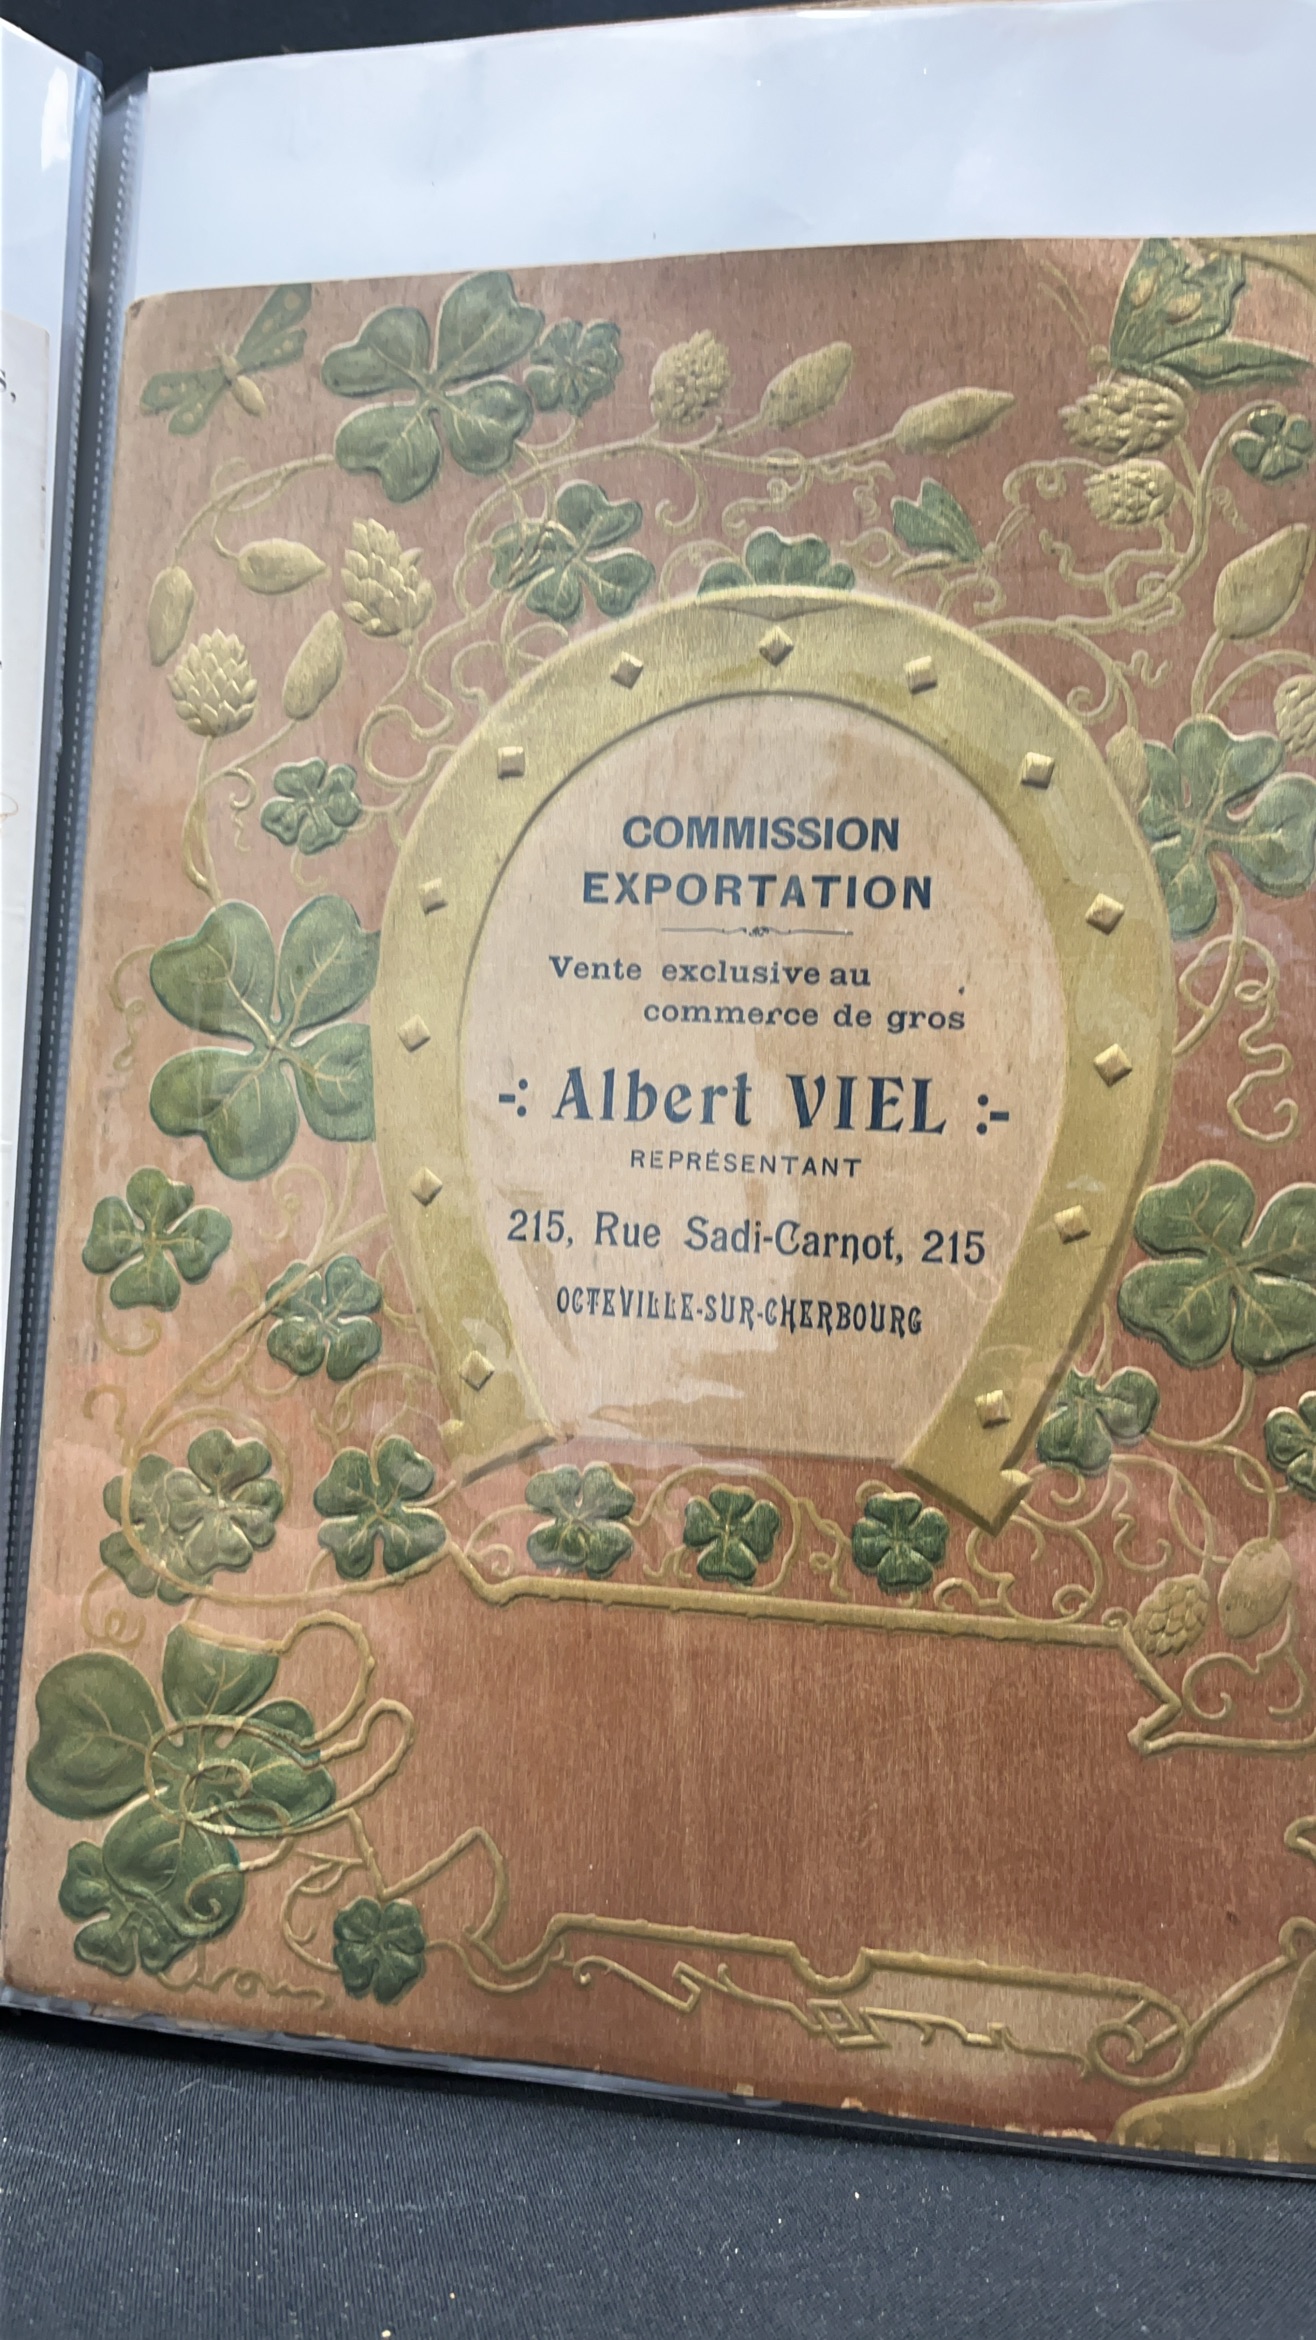 COMMISSION
EXPORTATION
Vente exclusive au
commerce de gros
-: Albert VIEL :-
REPRÉSENTANT
215, Rue Sadi-Carnot, 215
OCTEVILLE-SUR-CHERBOURG